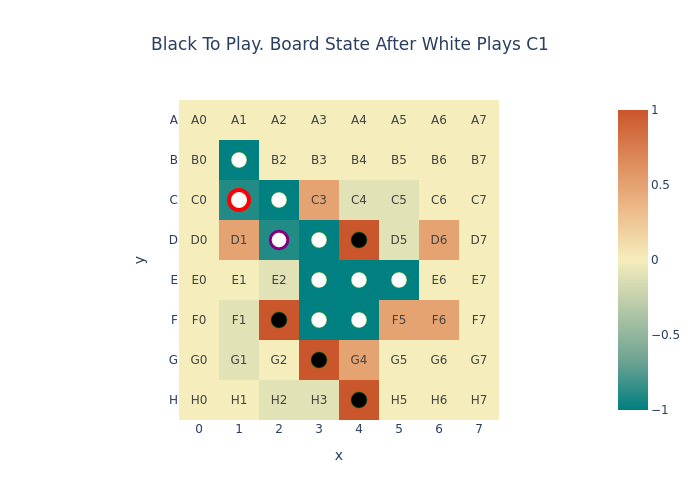 Black To Play. Board State After White Plays C1
A A0 A1 A2 A3 A4 A5 A6 A7
B B0 B2 B3 B4 B5 B6 B7
C C0 C3 C4 C5 C6 C7
D D0 D1 D5 D6 D7
E E0 E1 E2 E6 E7
F F0 F1 F5 F6 F7
G G0 G1 G2 G4 G5 G6 G7
H H0 H1 H2 H3 H5 H6 H7
0 1 2 3 4 5 6 7
x
y
1
0.5
0
−0.5
−1